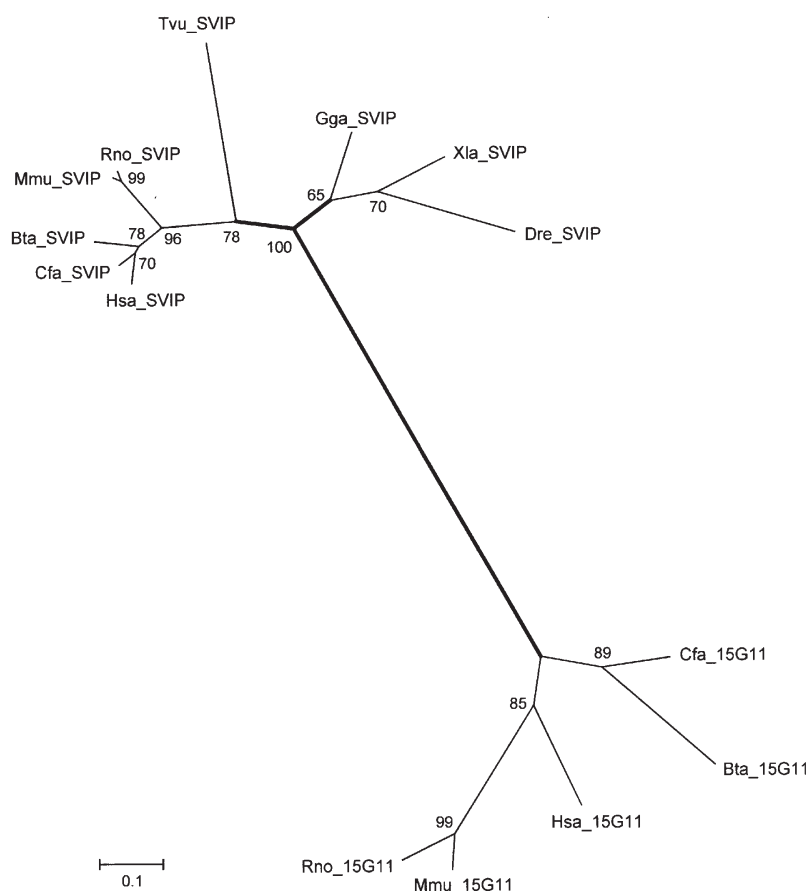 Tvu_SVIP
Gga_SVIP
Rno_SVIP
Xla_SVIP
Mmu_SVIP
99
65
70
Bta_SVIP
78
96
78
100
Dre_SVIP
Cfa_SVIP
70
Hsa_SVIP
89
Cfa_15G11
85
Bta_15G11
99
Hsa_15G11
Rno_15G11
Mmu_15G11
0.1